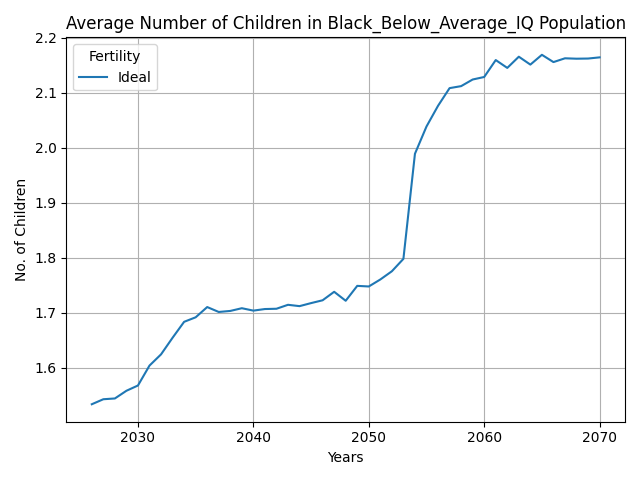 Average Number of Children in Black_Below_Average_IQ Population
2.2
2.1
2.0
1.9
1.8
1.7
1.6
No. of Children
Fertility
Ideal
2030
2040
2050
2060
2070
Years